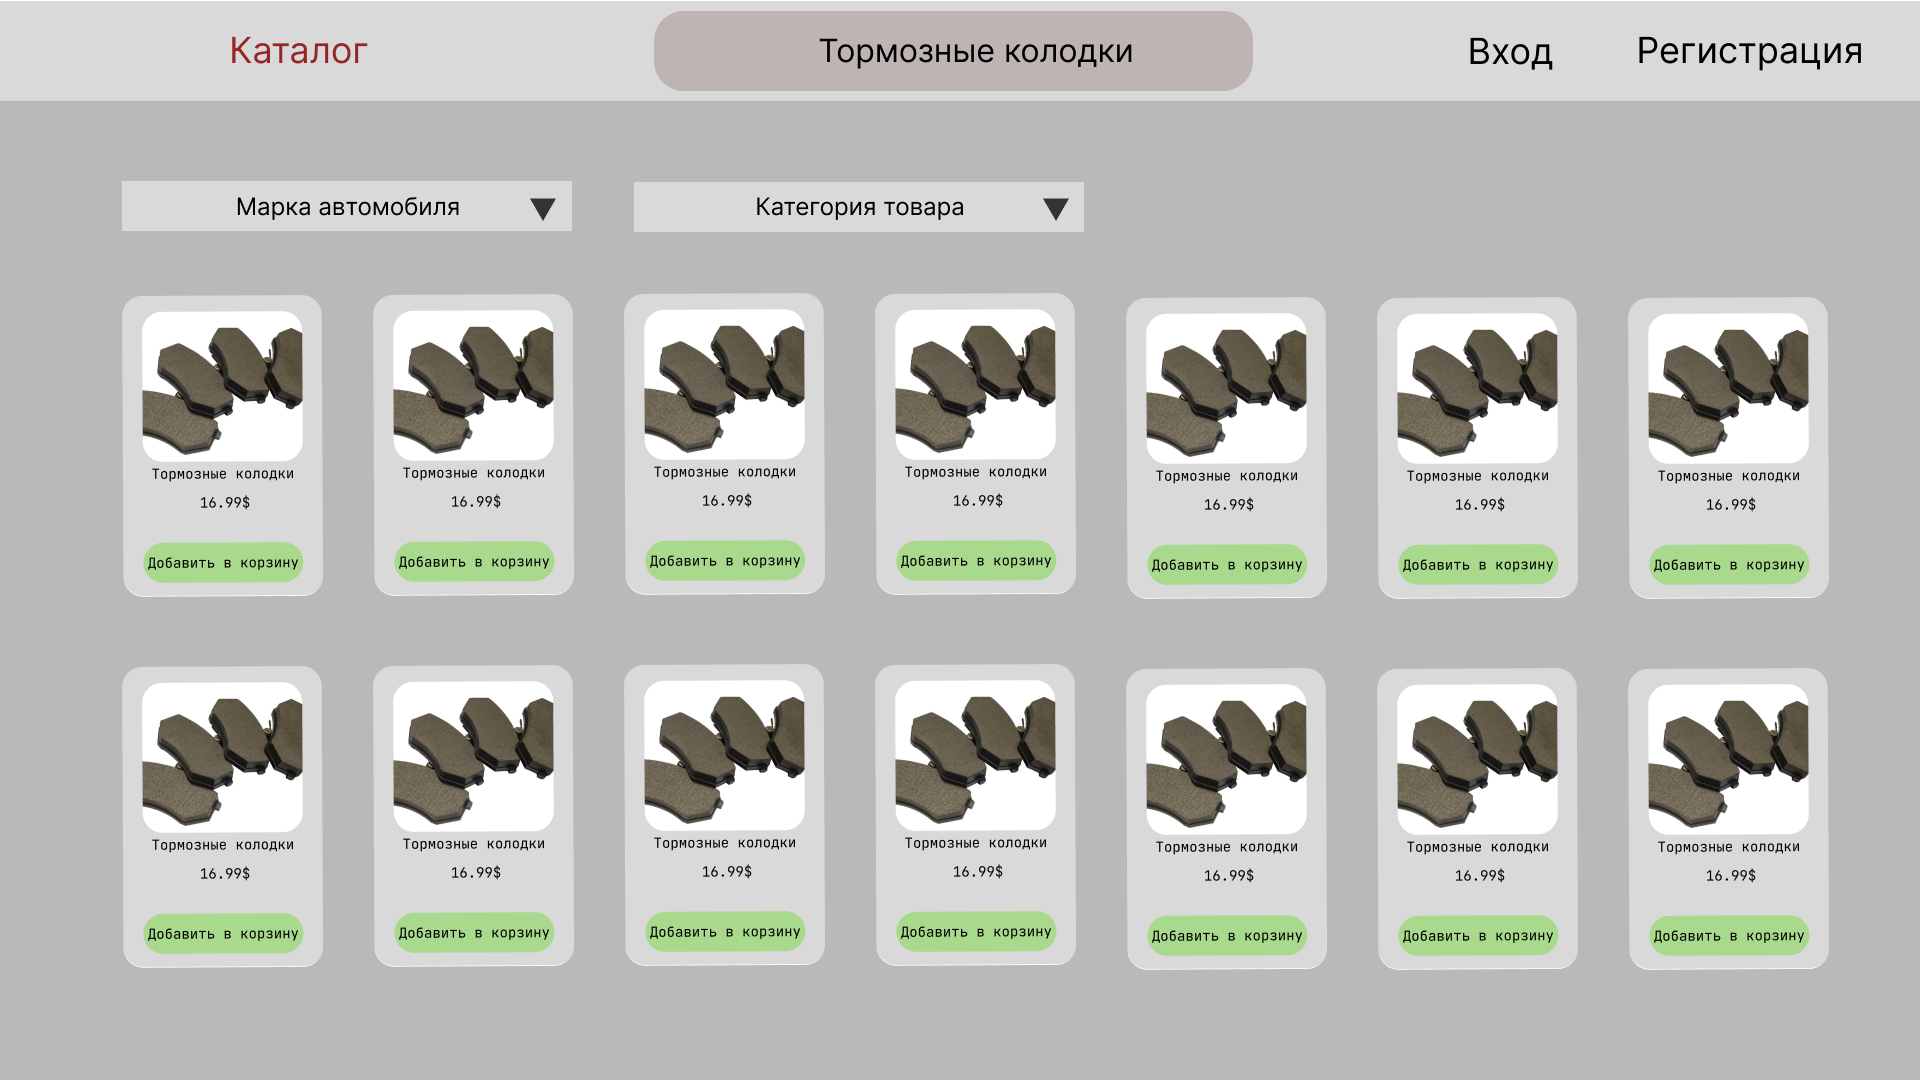 Каталог
Тормозные колодки
Вход
Регистрация
Марка автомобиля
Категория товара
Тормозные колодки
16.99$
Добавить в корзину
Тормозные колодки
16.99$
Добавить в корзину
Тормозные колодки
16.99$
Добавить в корзину
Тормозные колодки
16.99$
Добавить в корзину
Тормозные колодки
16.99$
Добавить в корзину
Тормозные колодки
16.99$
Добавить в корзину
Тормозные колодки
16.99$
Добавить в корзину
Тормозные колодки
16.99$
Добавить в корзину
Тормозные колодки
16.99$
Добавить в корзину
Тормозные колодки
16.99$
Добавить в корзину
Тормозные колодки
16.99$
Добавить в корзину
Тормозные колодки
16.99$
Добавить в корзину
Тормозные колодки
16.99$
Добавить в корзину
Тормозные колодки
16.99$
Добавить в корзину